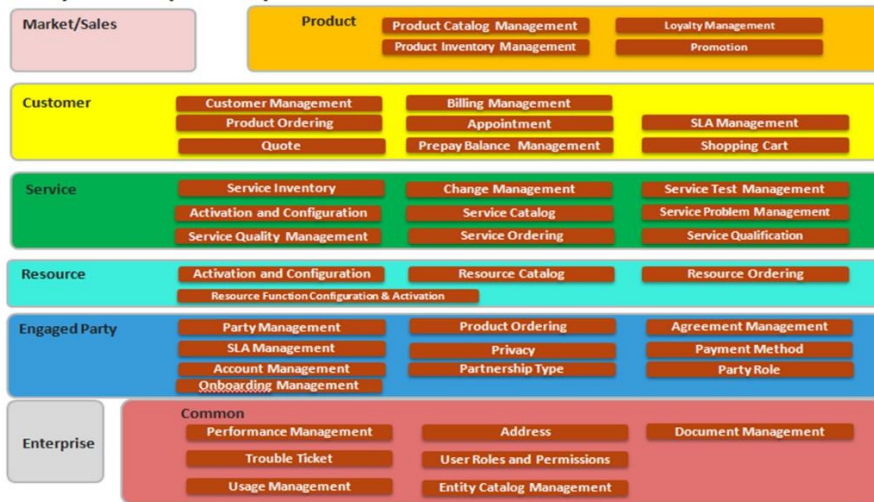 Market/Sales
Product
Product Catalog Management
Loyalty Management
Product Inventory Management
Promotion
Customer
Customer Management
Billing Management
Product Ordering
Appointment
SLA Management
Quote
Prepay Balance Management
Shopping Cart
Service
Service Inventory
Change Management
Service Test Management
Activation and Configuration
Service Catalog
Service Problem Management
Service Quality Management
Service Ordering
Service Qualification
Resource
Activation and Configuration
Resource Catalog
Resource Ordering
Resource Function Configuration & Activation
Engaged Party
Party Management
Product Ordering
Agreement Management
SLA Management
Privacy
Payment Method
Account Management
Partnership Type
Party Role
Onboarding Management
Enterprise
Common
Performance Management
Address
Document Management
Trouble Ticket
User Roles and Permissions
Usage Management
Entity Catalog Management